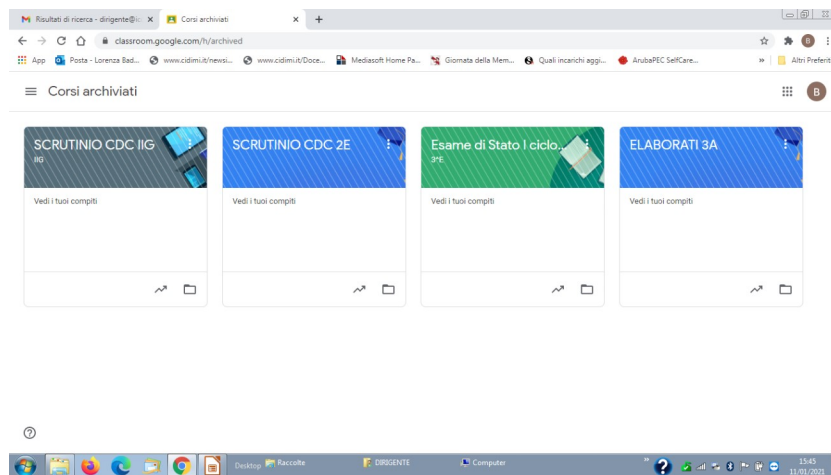 Risultati di ricerca - dirigente@ic
Corsi archiviati
classroom.google.com/h/archived
B
App
Posta - Lorenza Bad...
www.cidimi.it/newsi...
www.cidimi.it/Doce...
Mediasoft Home Pa...
Giornata della Mem...
Quali incarichi aggi...
ArubaPEC SelfCare...
»
Altri Preferit
Corsi archiviati
B
SCRUTINIO CDC IIG
IIG
Vedi i tuoi compiti
SCRUTINIO CDC 2E
Vedi i tuoi compiti
Esame di Stato I ciclo...
3^E
Vedi i tuoi compiti
ELABORATI 3A
Vedi i tuoi compiti
Desktop
Raccolte
DIRIGENTE
Computer
15:45
11/01/2021